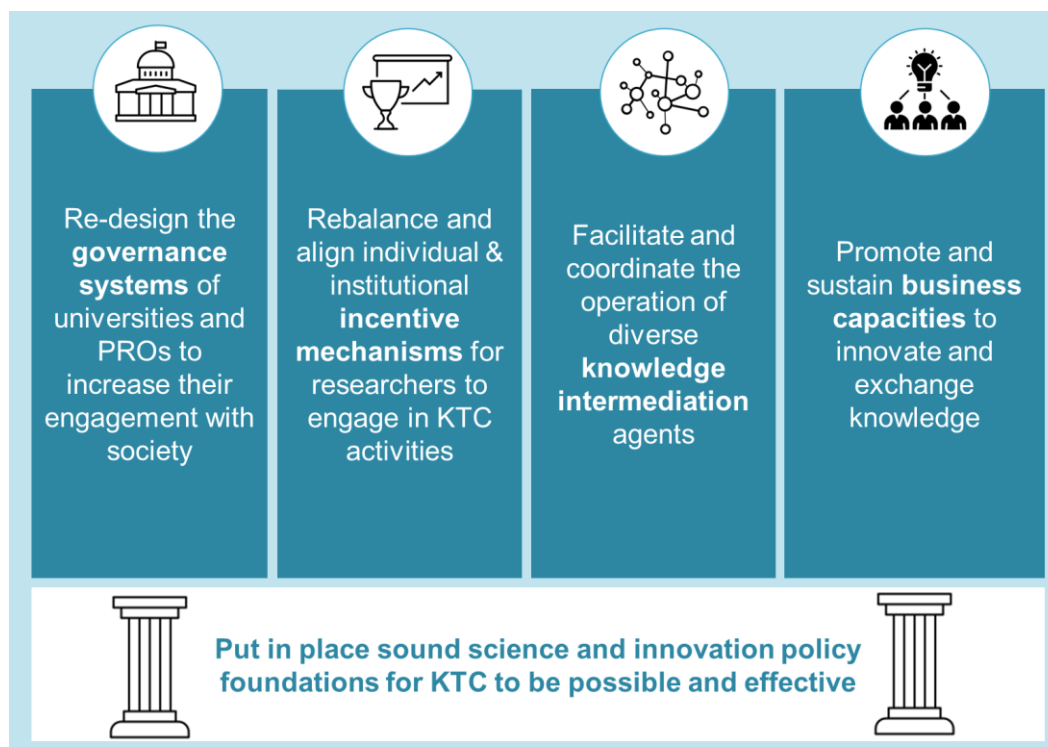 Re-design the
governance
systems of
universities and
PROs to
increase their
engagement with
society
Rebalance and
align individual &
institutional
incentive
mechanisms for
researchers to
engage in KTC
activities
Facilitate and
coordinate the
operation of
diverse
knowledge
intermediation
agents
Promote and
sustain business
capacities to
innovate and
exchange
knowledge
Put in place sound science and innovation policy
foundations for KTC to be possible and effective